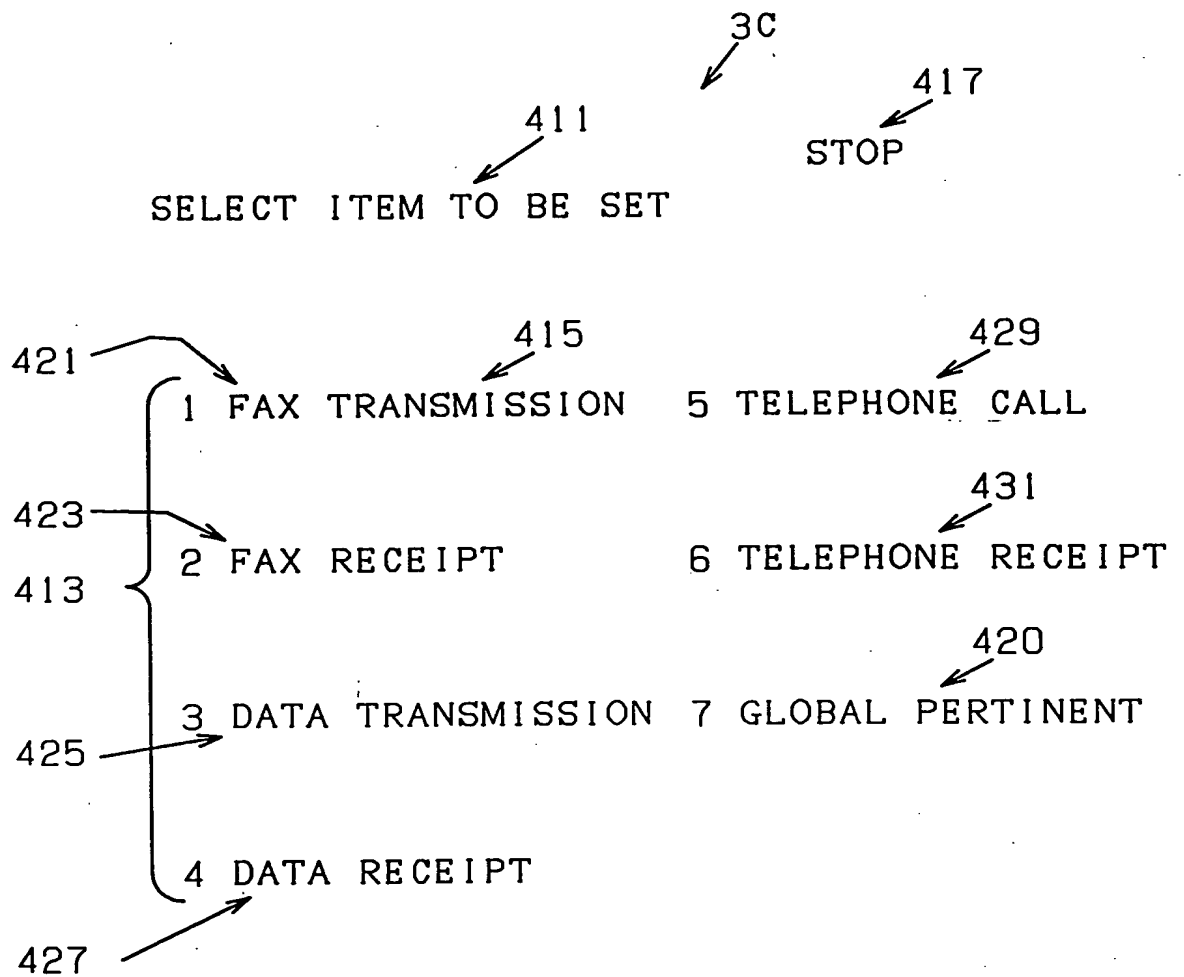 3C
417
411
STOP
SELECT ITEM TO BE SET
415
429
421
1 FAX TRANSMISSION 5 TELEPHONE CALL
431
423
2 FAX RECEIPT 6 TELEPHONE RECEIPT
413
420
3 DATA TRANSMISSION 7 GLOBAL PERTINENT
425
4 DATA RECEIPT
427